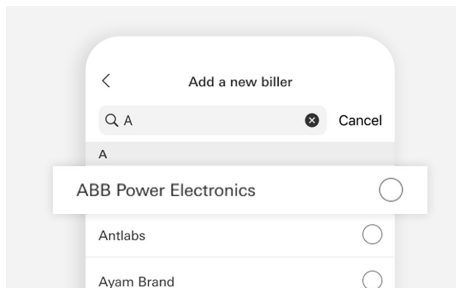 Add a new biller
A
Cancel
A
ABB Power Electronics
Antlabs
Ayam Brand